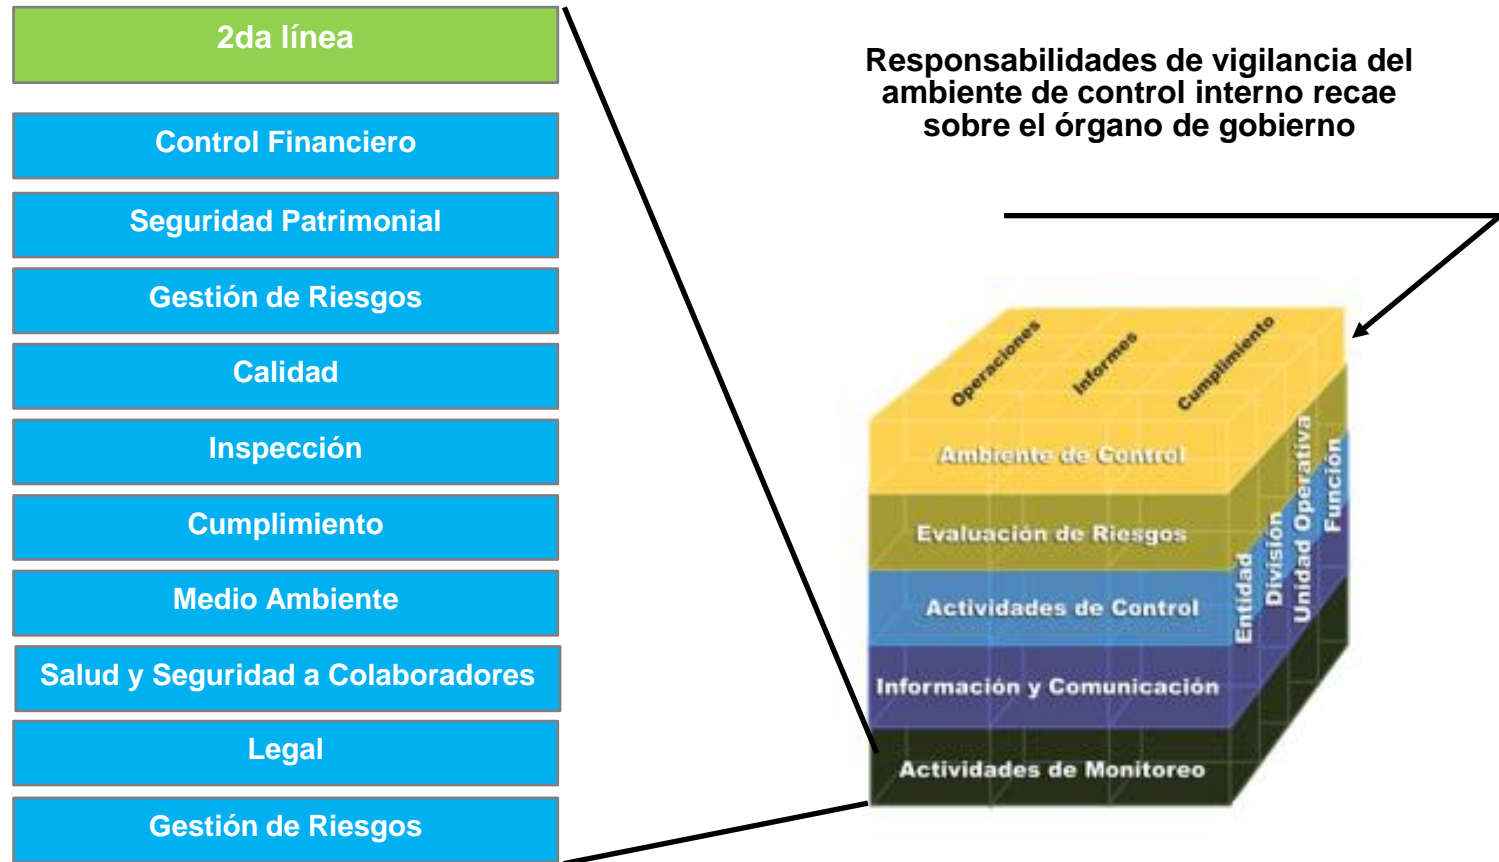 2da línea
Control Financiero
Seguridad Patrimonial
Gestión de Riesgos
Calidad
Inspección
Cumplimiento
Medio Ambiente
Salud y Seguridad a Colaboradores
Legal
Gestión de Riesgos
Responsabilidades de vigilancia del
ambiente de control interno recae
sobre el órgano de gobierno
Operaciones
Informes
Cumplimiento
Ambiente de Control
Evaluación de Riesgos
Actividades de Control
Información y Comunicación
Actividades de Monitoreo
Entidad
División
Unidad Operativa
Función